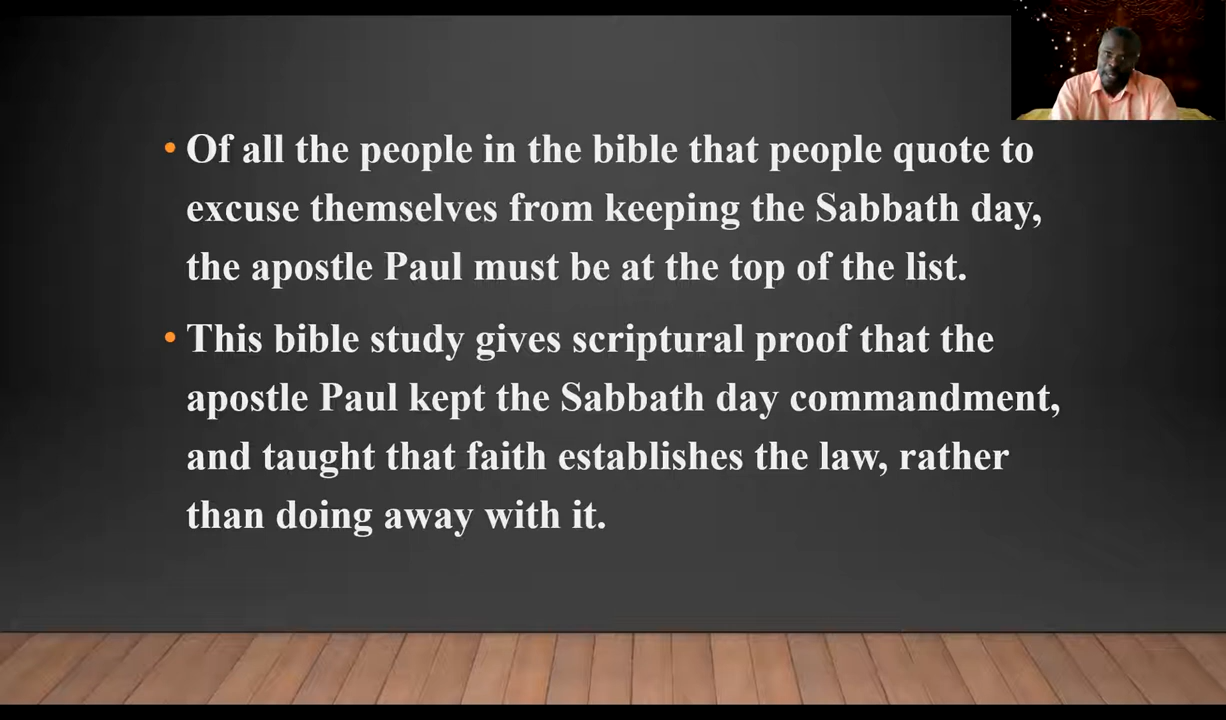 • Of all the people in the bible that people quote to
excuse themselves from keeping the Sabbath day,
the apostle Paul must be at the top of the list.
• This bible study gives scriptural proof that the
apostle Paul kept the Sabbath day commandment,
and taught that faith establishes the law, rather
than doing away with it.